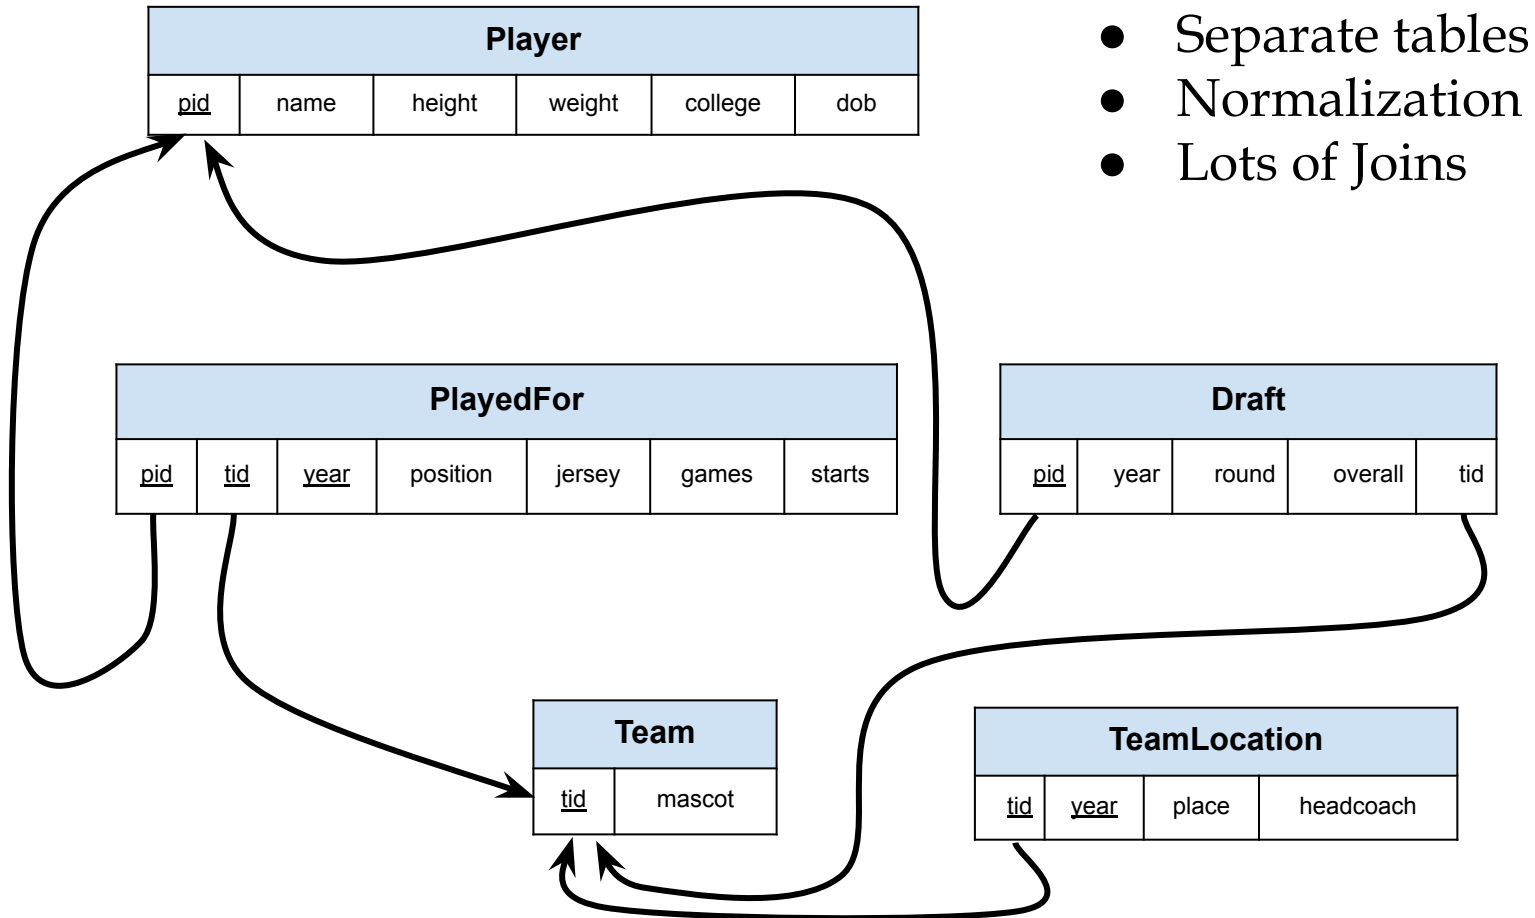 Player
pid name height weight college dob
● Separate tables
● Normalization
● Lots of Joins
PlayedFor
pid tid year position jersey games starts
Draft
pid year round overall tid
Team
tid mascot
TeamLocation
tid year place headcoach